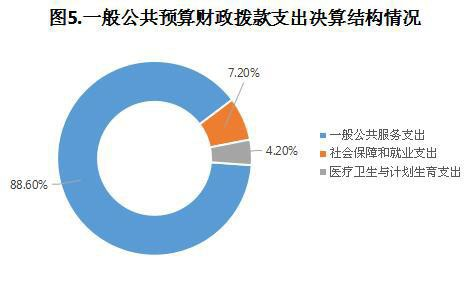 图5.一般公共预算财政拨款支出决算结构情况
7.20%
4.20%
88.60%
一般公共服务支出
社会保障和就业支出
医疗卫生与计划生育支出